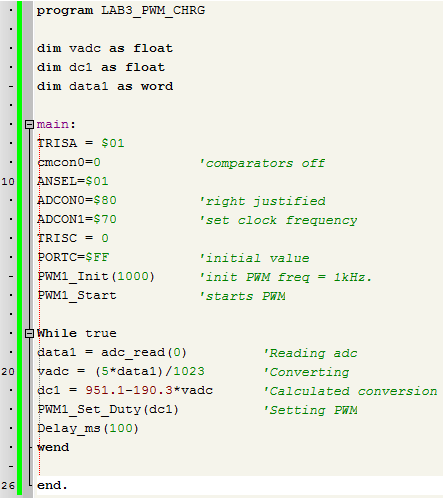 program LAB3_PWM_CHRG
dim vadc as float
dim dc1 as float
dim data1 as word
main:
TRISA = $01
cmcon0=0 'comparators off
10 ANSEL=$01
ADCON0=$80 'right justified
ADCON1=$70 'set clock frequency
TRISC = 0
PORTC=$FF 'initial value
PWM1_Init(1000) 'init PWM freq = 1kHz.
PWM1_Start 'starts PWM
While true
data1 = adc_read(0) 'Reading adc
20 vadc = (5*data1)/1023 'Converting
dc1 = 951.1-190.3*vadc 'Calculated conversion
PWM1_Set_Duty(dc1) 'Setting PWM
Delay_ms(100)
wend
26 end.